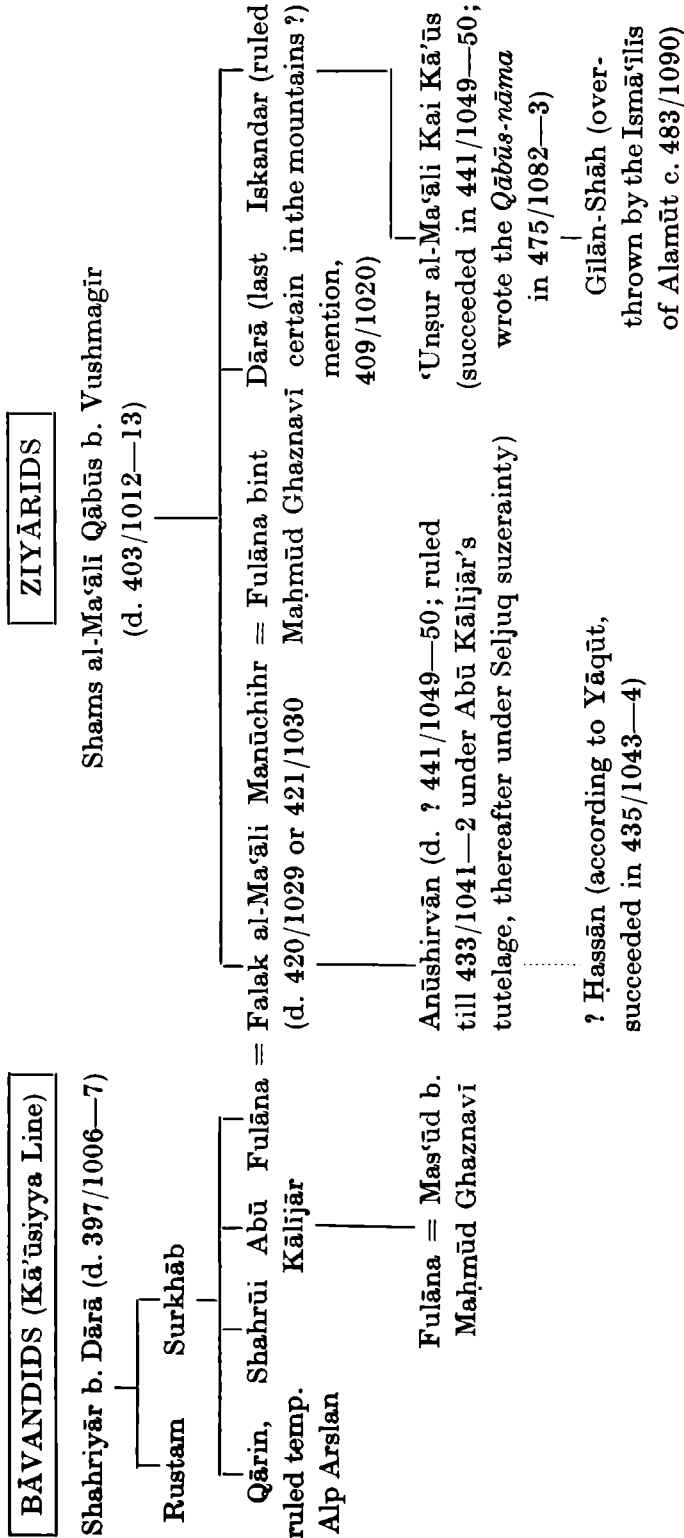 BĀVANDIDS (Kā'ūsiyya Line)
Shahriyār b. Dārā (d. 397/1006—7)
Rustam Surkhāb
Qārin, Shahrūi Abū Fulāna =
ruled temp. Kālījār
Alp Arslan
Fulāna = Mas‘ūd b.
Maḥmūd Ghaznavī
ZIYĀRIDS
Shams al-Ma‘ālī Qābūs b. Vushmagīr
(d. 403/1012—13)
Falak al-Ma‘ālī Manūchihr = Fulāna bint
(d. 420/1029 or 421/1030 Maḥmūd Ghaznavī
Dārā (last
certain
mention,
409/1020)
Iskandar (ruled
in the mountains ?)
Anūshirvān (d. ? 441/1049—50; ruled
till 433/1041—2 under Abū Kālījār's
tutelage, thereafter under Seljuq suzerainty)
? Ḥassān (according to Yāqūt,
succeeded in 435/1043—4)
‘Unṣur al-Ma‘ālī Kai Kā'ūs
(succeeded in 441/1049—50;
wrote the Qābūs-nāma
in 475/1082—3)
Gīlān-Shāh (over-
thrown by the Ismā‘īlīs
of Alamūt c. 483/1090)